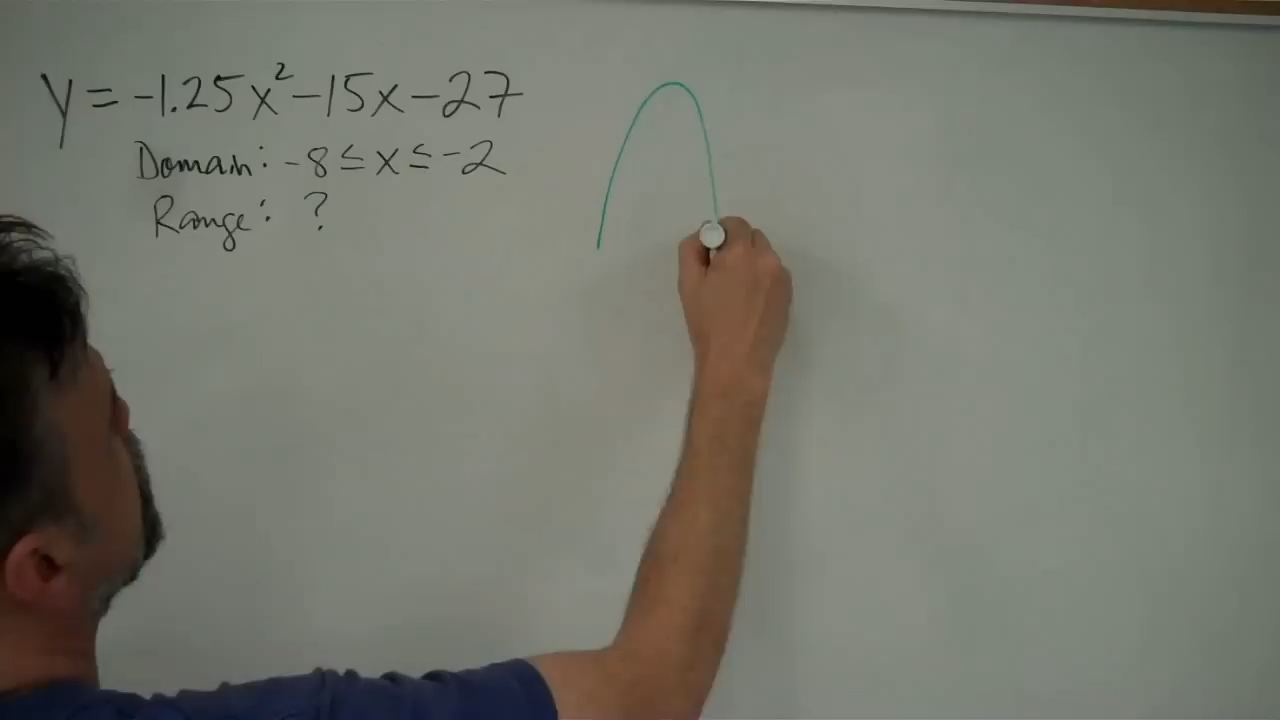 y = -1.25x² - 15x - 27
Domain: -8 ≤ x ≤ -2
Range: ?